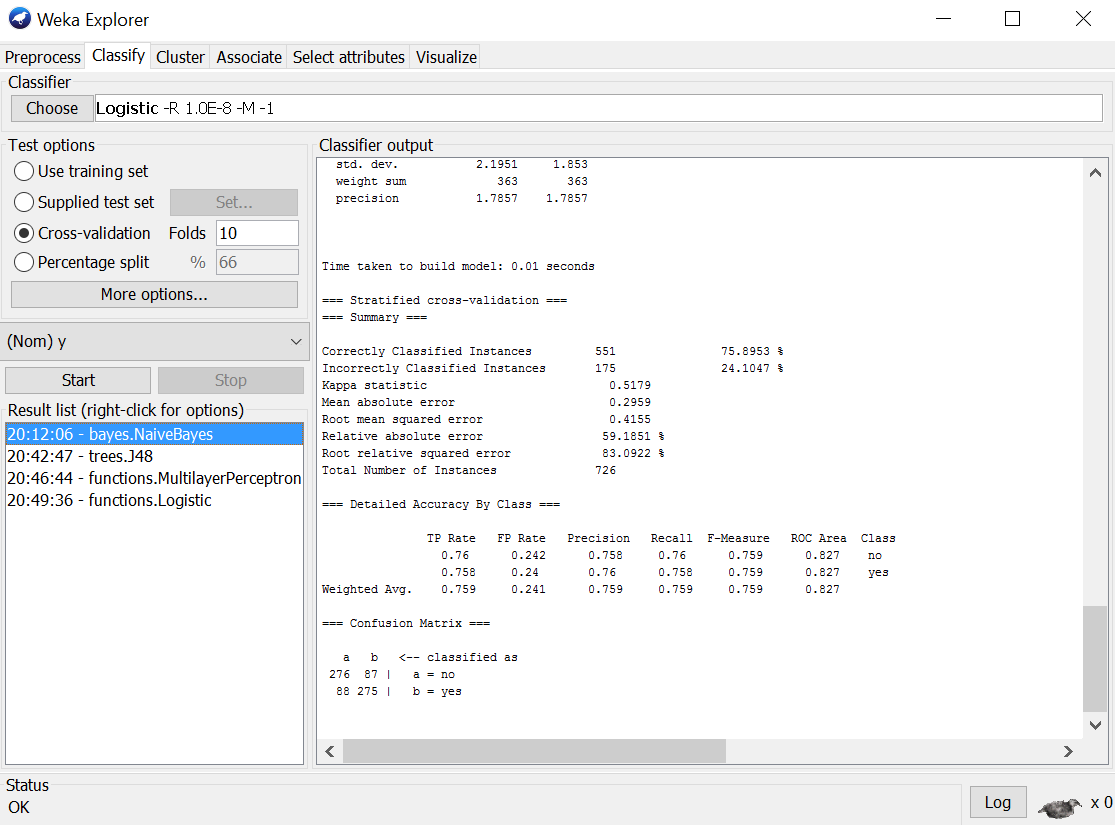 Weka Explorer
Preprocess Classify Cluster Associate Select attributes Visualize
Classifier
Choose Logistic -R 1.0E-8 -M -1
Test options
Use training set
Supplied test set Set...
Cross-validation Folds 10
Percentage split % 66
More options...
(Nom) y
Start Stop
Result list (right-click for options)
20:12:06 - bayes.NaiveBayes
20:42:47 - trees.J48
20:46:44 - functions.MultilayerPerceptron
20:49:36 - functions.Logistic
Classifier output
std. dev. 2.1951 1.853
weight sum 363 363
precision 1.7857 1.7857
Time taken to build model: 0.01 seconds
=== Stratified cross-validation ===
=== Summary ===
Correctly Classified Instances 551 75.8953 %
Incorrectly Classified Instances 175 24.1047 %
Kappa statistic 0.5179
Mean absolute error 0.2959
Root mean squared error 0.4155
Relative absolute error 59.1851 %
Root relative squared error 83.0922 %
Total Number of Instances 726
=== Detailed Accuracy By Class ===
TP Rate FP Rate Precision Recall F-Measure ROC Area Class
0.76 0.242 0.758 0.76 0.759 0.827 no
0.758 0.24 0.76 0.758 0.759 0.827 yes
Weighted Avg. 0.759 0.241 0.759 0.759 0.759 0.827
=== Confusion Matrix ===
a b <-- classified as
276 87 | a = no
88 275 | b = yes
Status
OK
Log x 0